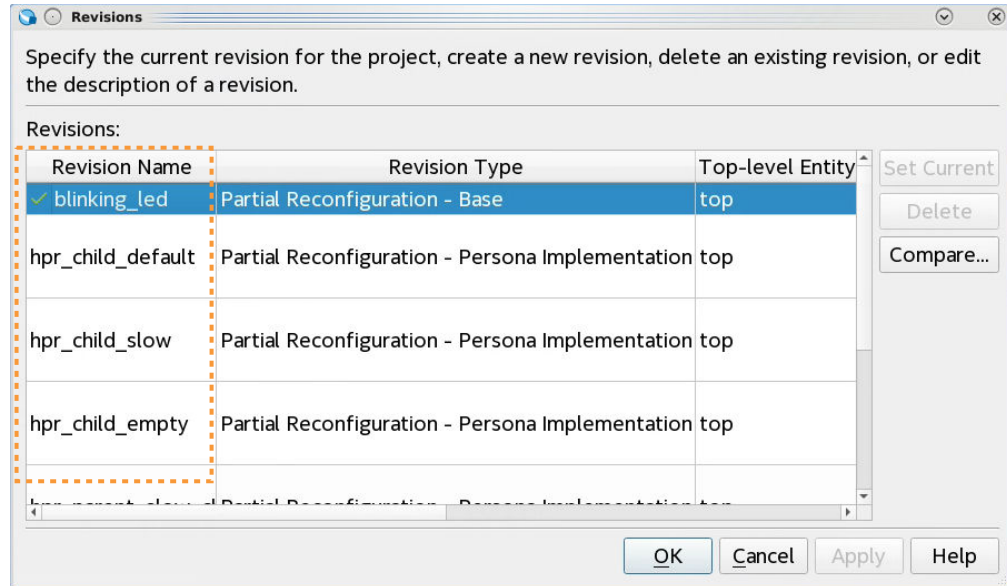 Revisions
Specify the current revision for the project, create a new revision, delete an existing revision, or edit
the description of a revision.
Revisions:
Revision Name Revision Type Top-level Entity
blinking_led Partial Reconfiguration - Base top
hpr_child_default Partial Reconfiguration - Persona Implementation top
hpr_child_slow Partial Reconfiguration - Persona Implementation top
hpr_child_empty Partial Reconfiguration - Persona Implementation top
Set Current
Delete
Compare...
OK Cancel Apply Help